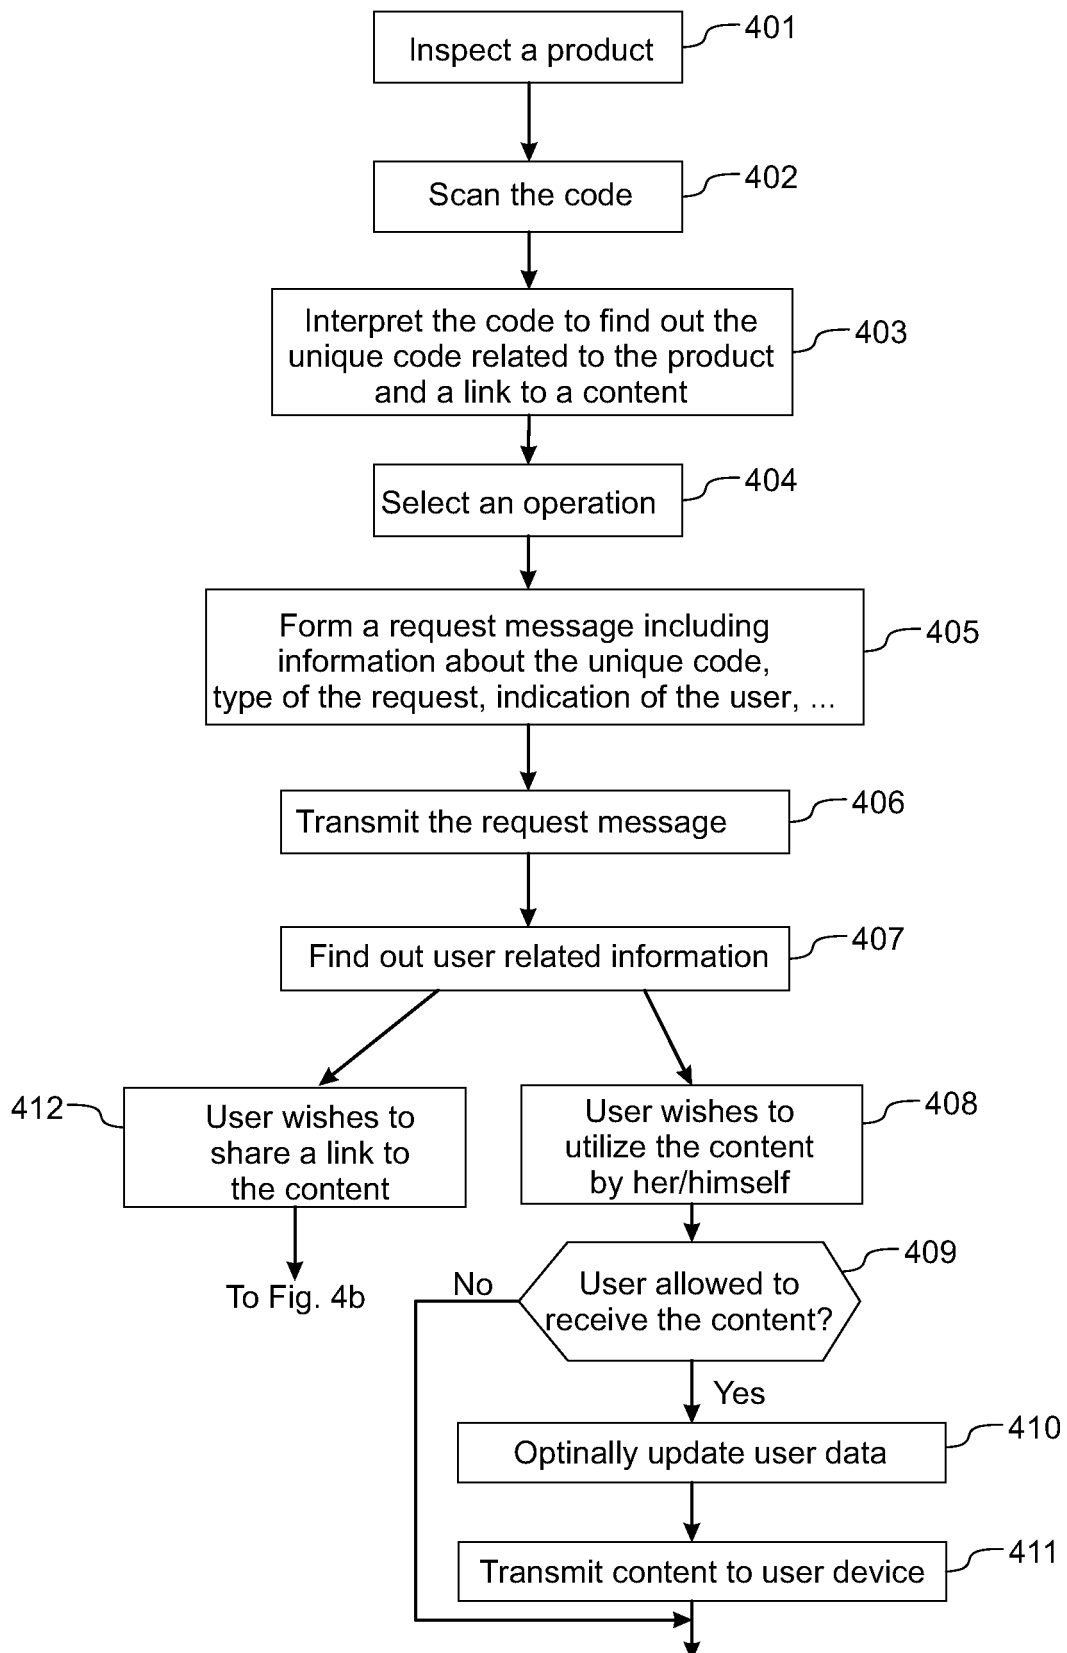 Inspect a product
401
Scan the code
402
Interpret the code to find out the
unique code related to the product
and a link to a content
403
Select an operation
404
Form a request message including
information about the unique code,
type of the request, indication of the user, ...
405
Transmit the request message
406
Find out user related information
407
412
User wishes to
share a link to
the content
To Fig. 4b
User wishes to
utilize the content
by her/himself
408
User allowed to
receive the content?
409
No
Yes
Optinally update user data
410
Transmit content to user device
411